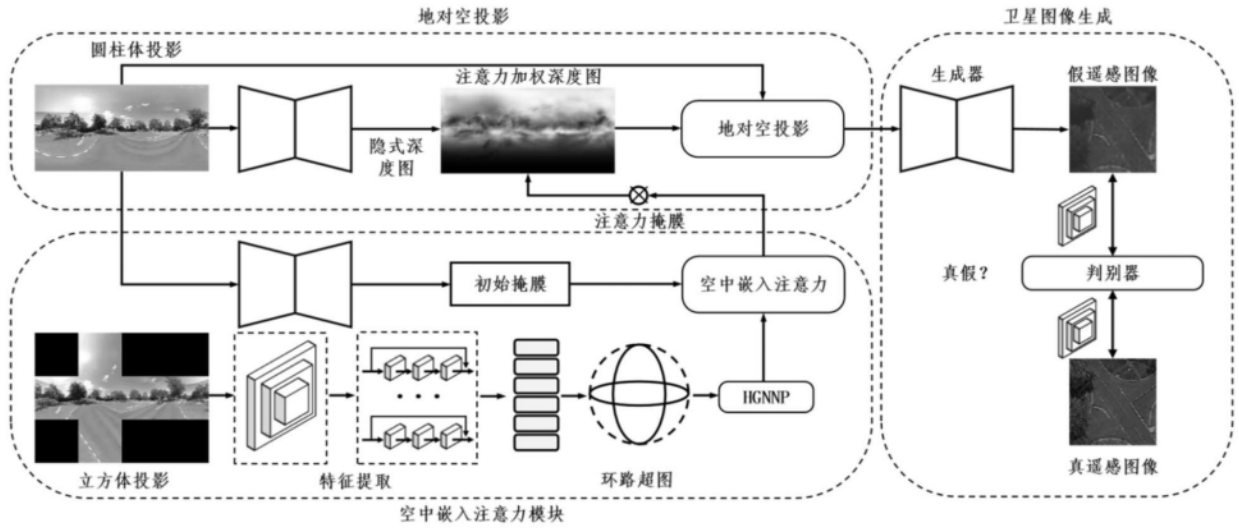 地对空投影
卫星图像生成
圆柱体投影
注意力加权深度图
生成器
假遥感图像
地对空投影
隐式深
度图
注意力掩膜
初始掩膜
空中嵌入注意力
真假?
判别器
HGNNP
立方体投影
特征提取
环路超图
真遥感图像
空中嵌入注意力模块